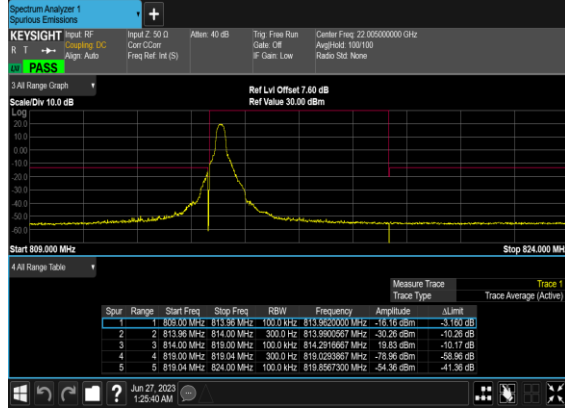 Spectrum Analyzer 1
Spurious Emissions
KEYSIGHT Input: RF Input Z: 50 Ω Atten: 40 dB Trig: Free Run Center Freq: 22.005000000 GHz
R T Coupling: DC Corr CCorr Gate: Off Avg|Hold: 100/100
Align: Auto Freq Ref: Int (S) IF Gain: Low Radio Std: None
PASS
3 All Range Graph
Ref Lvl Offset 7.60 dB
Scale/Div 10.0 dB Ref Value 30.00 dBm
Log
20.0
10.0
0.00
-10.0
-20.0
-30.0
-40.0
-50.0
-60.0
Start 809.000 MHz Stop 824.000 MH
4 All Range Table
Measure Trace Trace 1
Trace Type Trace Average (Active)
Spur Range Start Freq Stop Freq RBW Frequency Amplitude ΔLimit
1 1 809.00 MHz 813.96 MHz 100.0 kHz 813.9620000 MHz -16.16 dBm -3.160 dB
2 2 813.96 MHz 814.00 MHz 300.0 Hz 813.9900567 MHz -30.26 dBm -10.26 dB
3 3 814.00 MHz 819.00 MHz 100.0 kHz 814.2916667 MHz 19.83 dBm -10.17 dB
4 4 819.00 MHz 819.04 MHz 300.0 Hz 819.0293867 MHz -78.96 dBm -58.96 dB
5 5 819.04 MHz 824.00 MHz 100.0 kHz 819.8567300 MHz -54.36 dBm -41.36 dB
Jun 27, 2023
1:25:40 AM